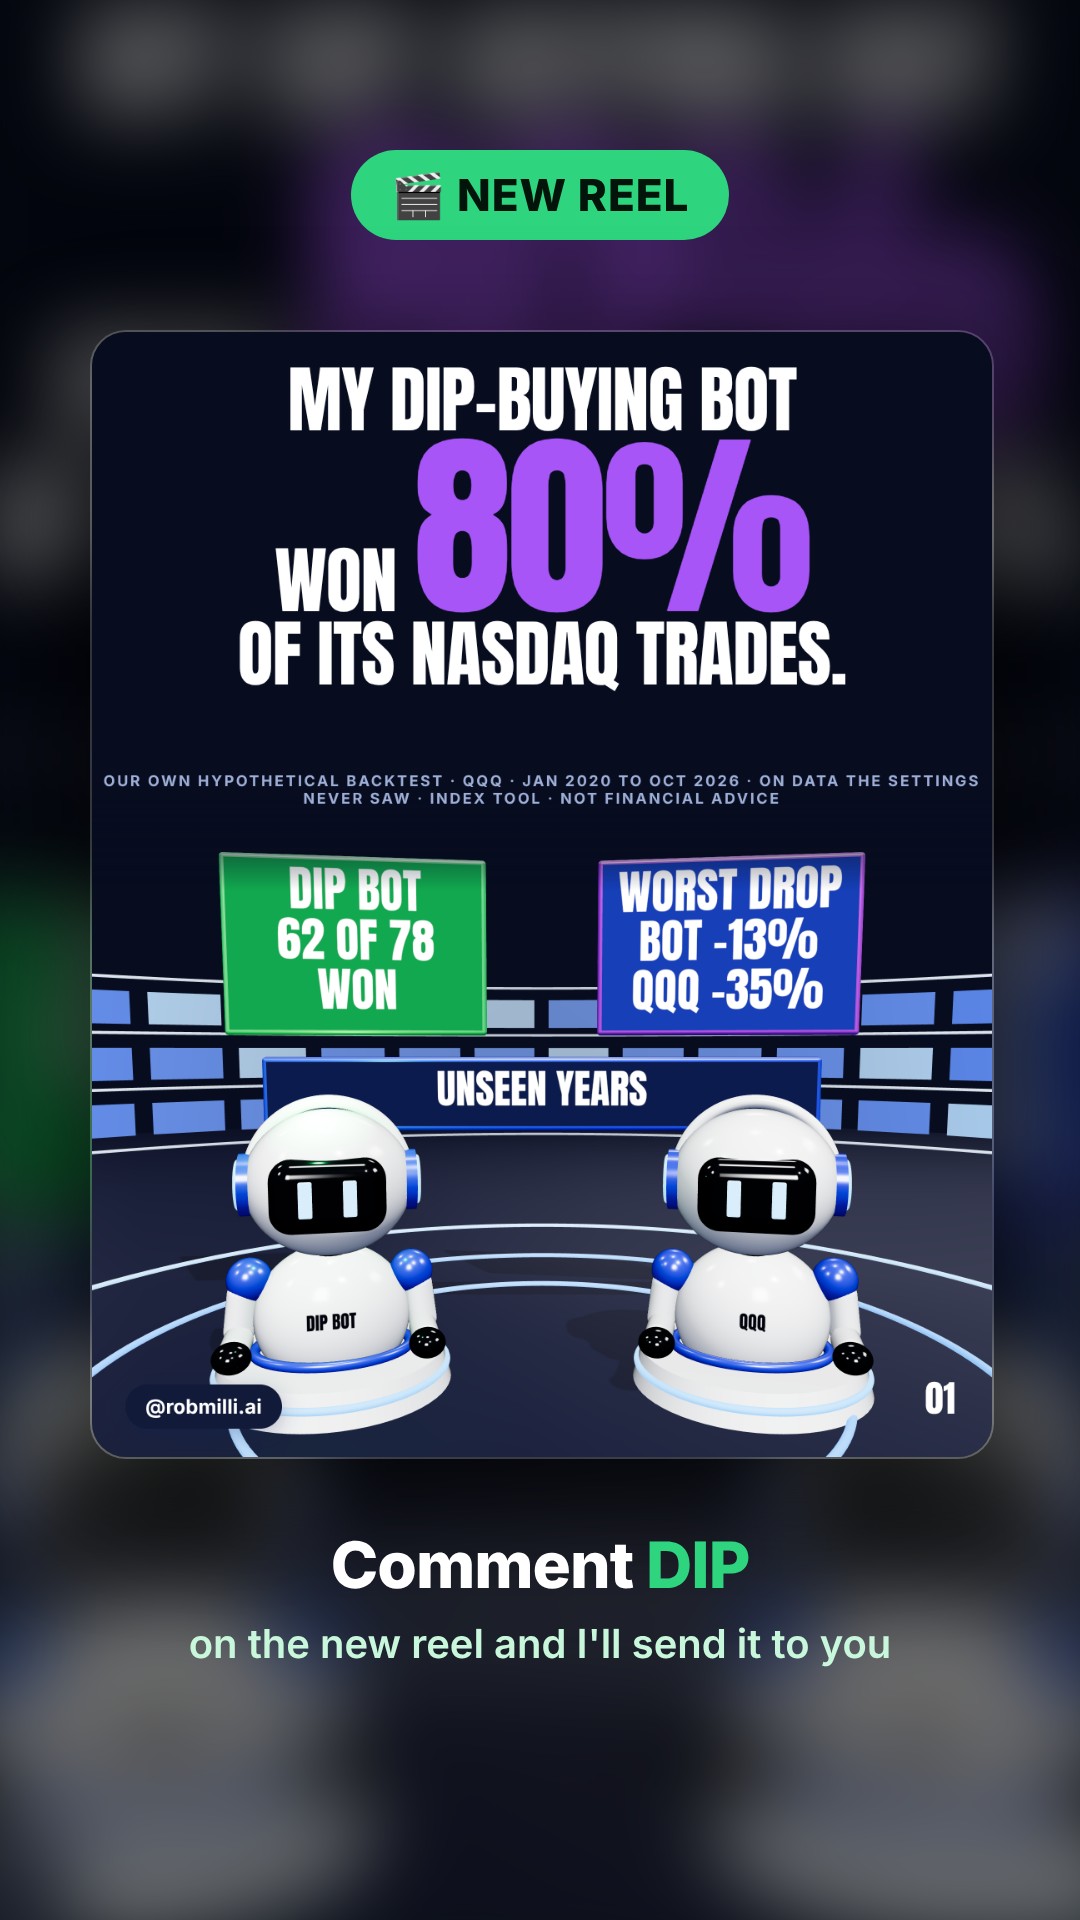 🎬 NEW REEL
MY DIP-BUYING BOT
WON 80%
OF ITS NASDAQ TRADES.
OUR OWN HYPOTHETICAL BACKTEST · QQQ · JAN 2020 TO OCT 2026 · ON DATA THE SETTINGS
NEVER SAW · INDEX TOOL · NOT FINANCIAL ADVICE
DIP BOT
62 OF 78
WON
WORST DROP
BOT -13%
QQQ -35%
UNSEEN YEARS
DIP BOT
QQQ
@robmilli.ai
01
Comment DIP
on the new reel and I'll send it to you